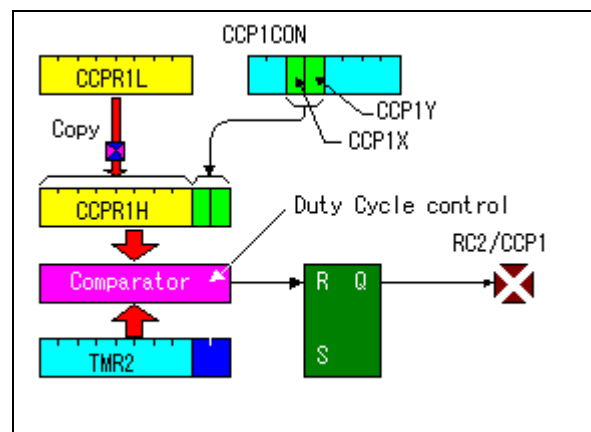 CCP1CON
CCPR1L
CCP1Y
Copy
CCP1X
CCPR1H
Duty Cycle control
RC2/CCP1
Comparator
R Q
S
TMR2